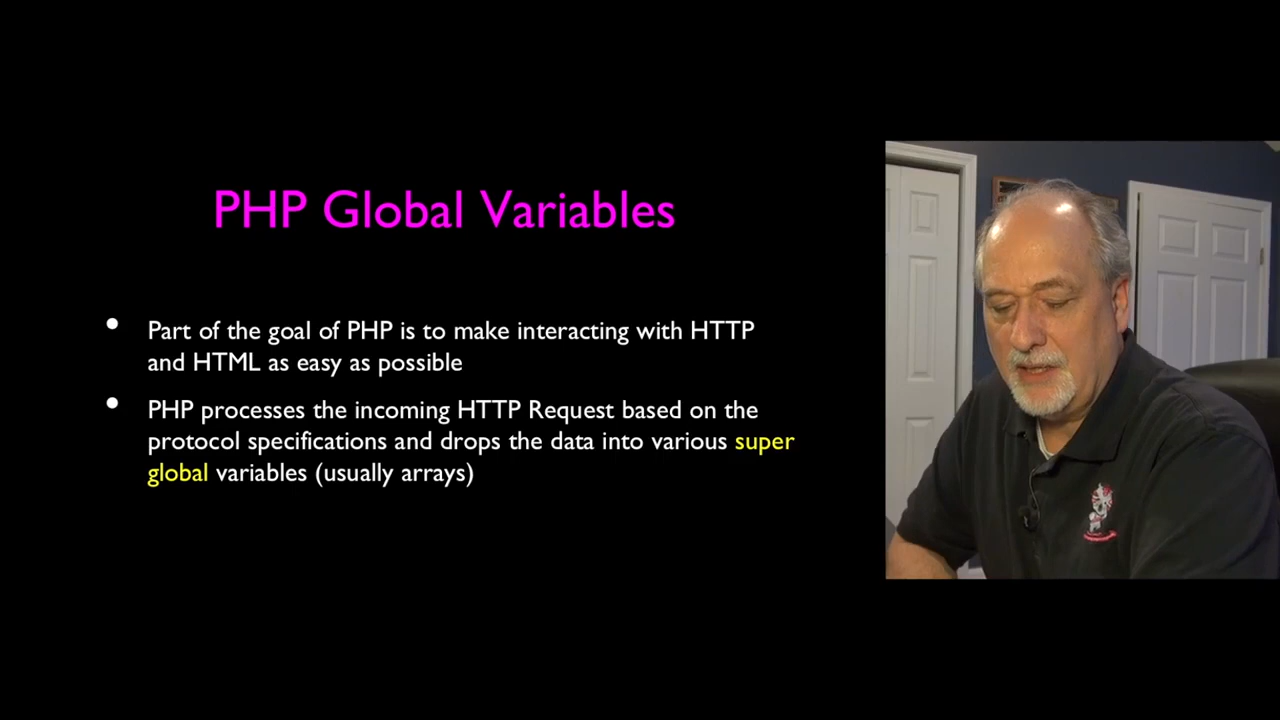 PHP Global Variables
• Part of the goal of PHP is to make interacting with HTTP
and HTML as easy as possible
• PHP processes the incoming HTTP Request based on the
protocol specifications and drops the data into various super
global variables (usually arrays)